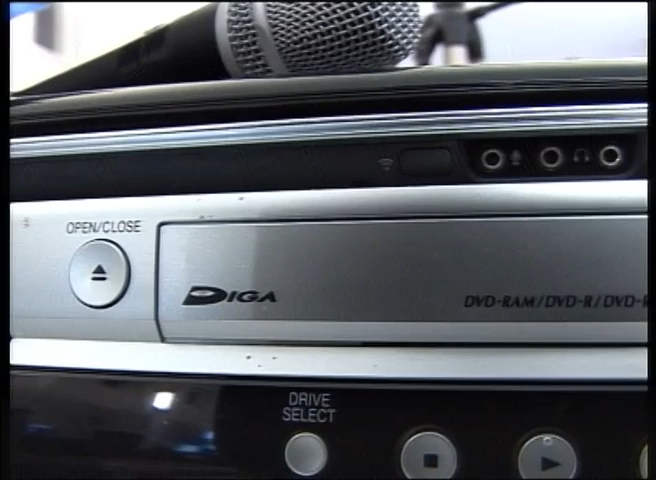 OPEN/CLOSE
DIGA
DVD-RAM/DVD-R/DVD-R
DRIVE
SELECT